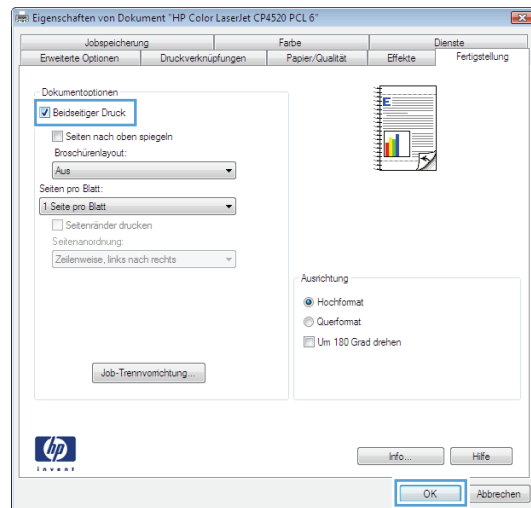 Eigenschaften von Dokument "HP Color LaserJet CP4520 PCL 6"
Jobspeicherung Farbe Dienste
Erweiterte Optionen Druckverknüpfungen Papier/Qualität Effekte Fertigstellung
Dokumentoptionen
Beidseitiger Druck
Seiten nach oben spiegeln
Broschürenlayout:
Aus
Seiten pro Blatt:
1 Seite pro Blatt
Seitenränder drucken
Seitenanordnung:
Zeilenweise, links nach rechts
Job-Trennvorrichtung...
E
Ausrichtung
Hochformat
Querformat
Um 180 Grad drehen
hp
invent
Info... Hilfe
OK Abbrechen